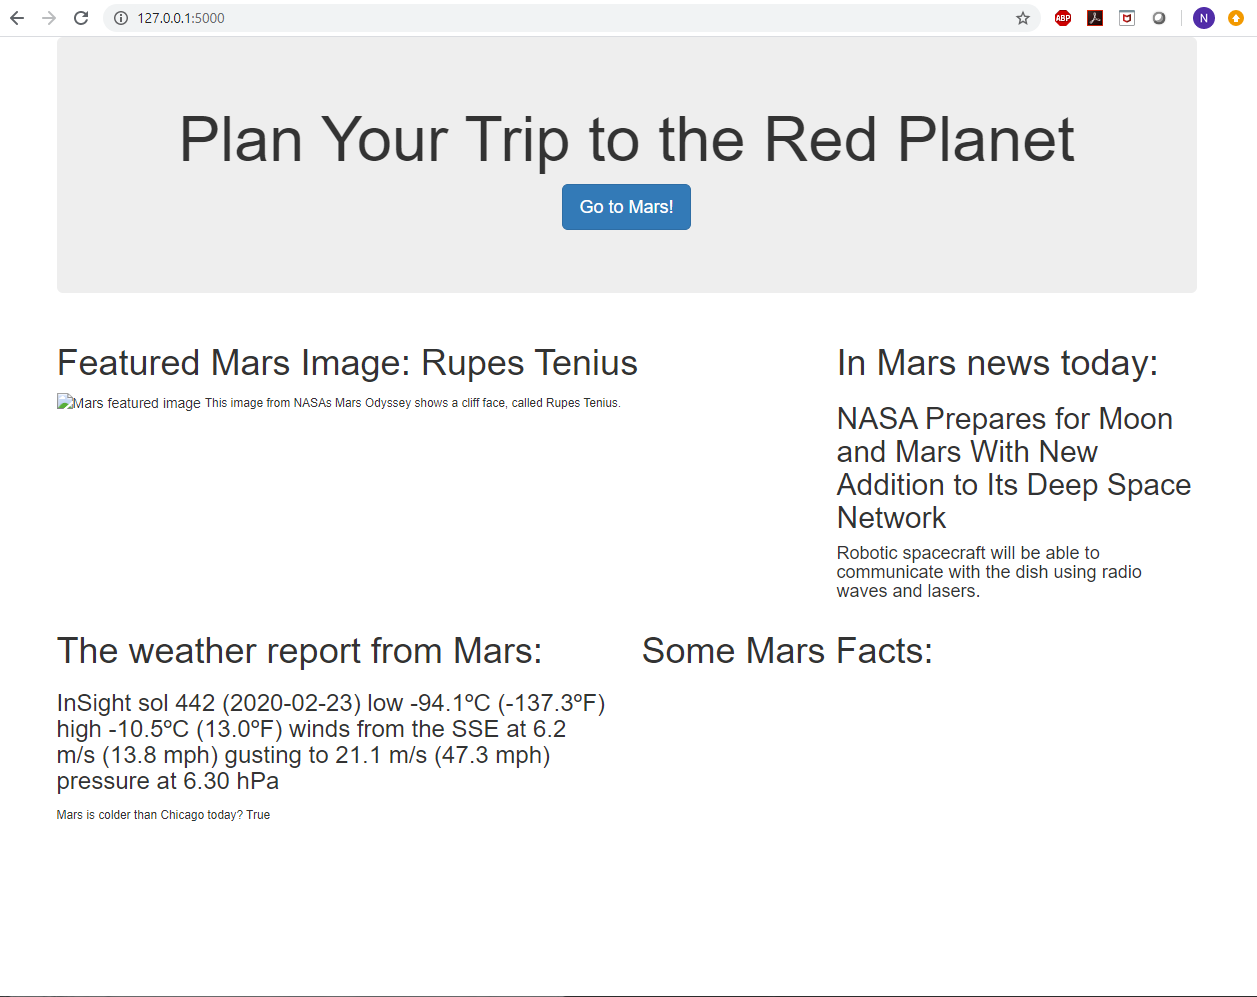 127.0.0.1:5000
ABP
N
Plan Your Trip to the Red Planet
Go to Mars!
Featured Mars Image: Rupes Tenius
Mars featured image This image from NASAs Mars Odyssey shows a cliff face, called Rupes Tenius.
In Mars news today:
NASA Prepares for Moon
and Mars With New
Addition to Its Deep Space
Network
Robotic spacecraft will be able to
communicate with the dish using radio
waves and lasers.
The weather report from Mars:
InSight sol 442 (2020-02-23) low -94.1ºC (-137.3ºF)
high -10.5ºC (13.0ºF) winds from the SSE at 6.2
m/s (13.8 mph) gusting to 21.1 m/s (47.3 mph)
pressure at 6.30 hPa
Mars is colder than Chicago today? True
Some Mars Facts: